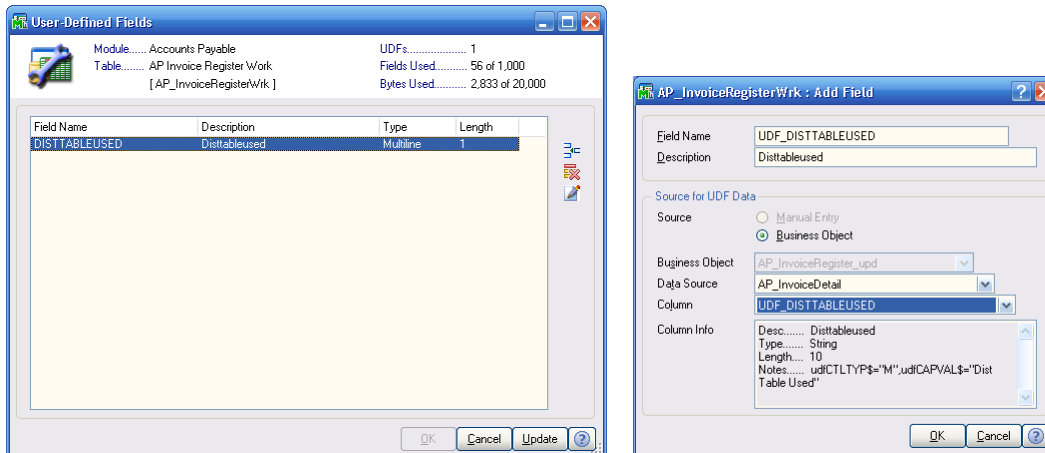 User-Defined Fields
Module...... Accounts Payable
UDFs................... 1
Table........ AP Invoice Register Work
Fields Used.......... 56 of 1,000
[ AP_InvoiceRegisterWrk ]
Bytes Used.......... 2,833 of 20,000
Field Name Description Type Length
DISTTABLEUSED Disttableused Multiline 1
OK Cancel Update ?
AP_InvoiceRegisterWrk : Add Field
Field Name UDF_DISTTABLEUSED
Description Disttableused
Source for UDF Data
Source Manual Entry
Business Object
Business Object AP_InvoiceRegister_upd
Data Source AP_InvoiceDetail
Column UDF_DISTTABLEUSED
Column Info Desc....... Disttableused
Type....... String
Length.... 10
Notes...... udfCTLTYP$="M",udfCAPVAL$="Dist
Table Used"
OK Cancel ?